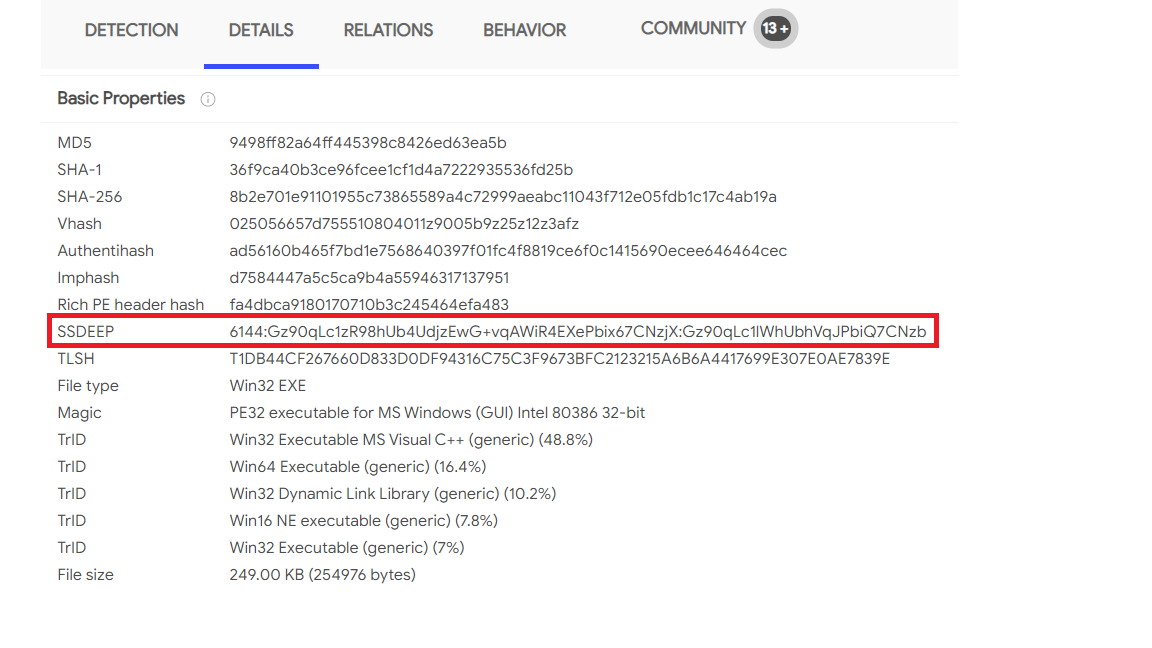 DETECTION DETAILS RELATIONS BEHAVIOR COMMUNITY 13+
Basic Properties
MD5 9498ff82a64ff445398c8426ed63ea5b
SHA-1 36f9ca40b3ce96fcee1cf1d4a7222935536fd25b
SHA-256 8b2e701e91101955c73865589a4c72999aeabc11043f712e05fdb1c17c4ab19a
Vhash 025056657d755510804011z9005b9z25z12z3afz
Authentihash ad56160b465f7bd1e7568640397f01fc4f8819ce6f0c1415690ecee646464cec
Imphash d7584447a5c5ca9b4a55946317137951
Rich PE header hash fa4dbca9180170710b3c245464efa483
SSDEEP 6144:Gz90qLc1zR98hUb4UdjzEwG+vqAWiR4EXePbix67CNzjX:Gz90qLc1lWhUbhVqJPbiQ7CNzb
TLSH T1DB44CF267660D833D0DF94316C75C3F9673BFC2123215A6B6A4417699E307E0AE7839E
File type Win32 EXE
Magic PE32 executable for MS Windows (GUI) Intel 80386 32-bit
TrID Win32 Executable MS Visual C++ (generic) (48.8%)
TrID Win64 Executable (generic) (16.4%)
TrID Win32 Dynamic Link Library (generic) (10.2%)
TrID Win16 NE executable (generic) (7.8%)
TrID Win32 Executable (generic) (7%)
File size 249.00 KB (254976 bytes)